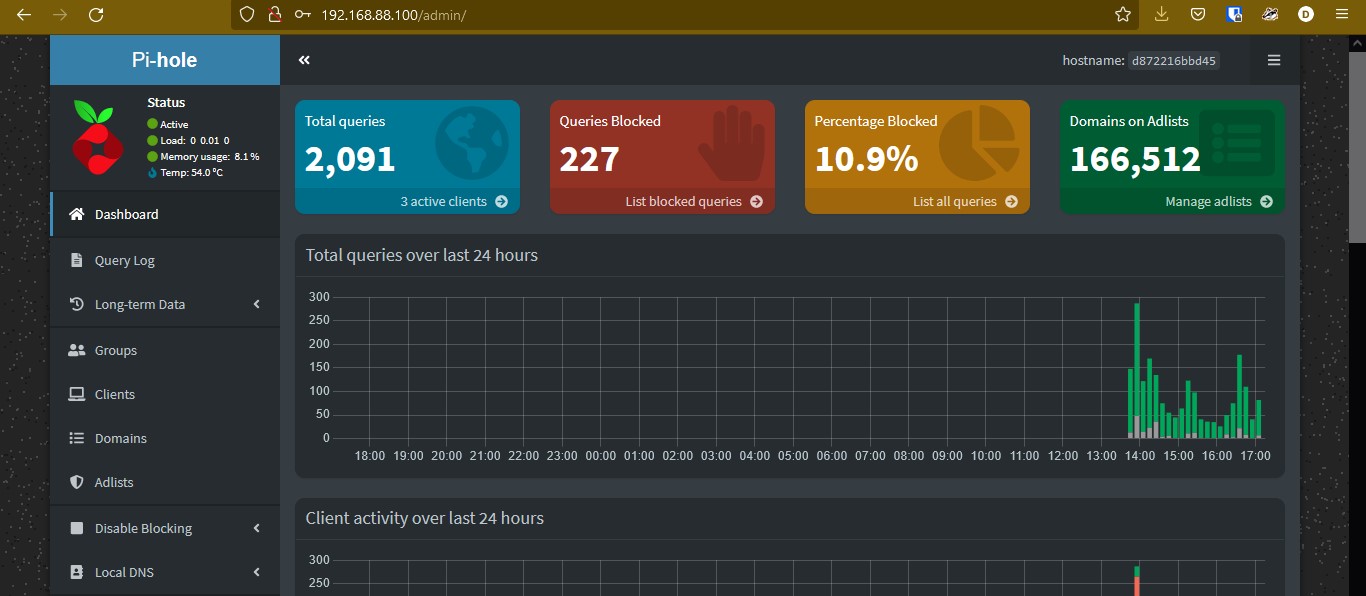 192.168.88.100/admin/
D
Pi-hole
hostname: d872216bbd45
Status
Active
Load: 0 0.01 0
Memory usage: 8.1 %
Temp: 54.0 °C
Total queries
2,091
3 active clients
Queries Blocked
227
List blocked queries
Percentage Blocked
10.9%
List all queries
Domains on Adlists
166,512
Manage adlists
Dashboard
Query Log
Long-term Data
Groups
Clients
Domains
Adlists
Disable Blocking
Local DNS
Total queries over last 24 hours
300
250
200
150
100
50
0
18:00 19:00 20:00 21:00 22:00 23:00 00:00 01:00 02:00 03:00 04:00 05:00 06:00 07:00 08:00 09:00 10:00 11:00 12:00 13:00 14:00 15:00 16:00 17:00
Client activity over last 24 hours
300
250